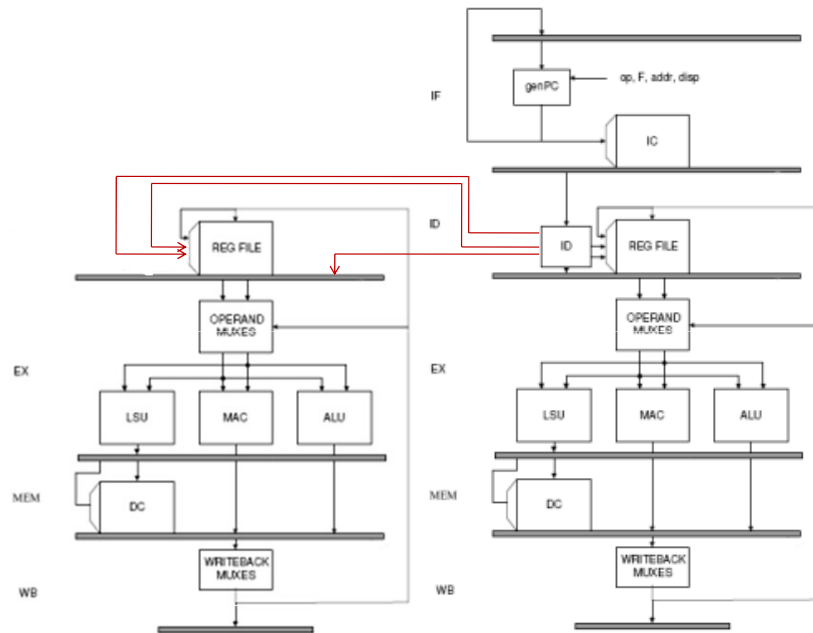 IF
genPC
op, F, addr, disp
IC
ID
REG FILE
ID
REG FILE
OPERAND
MUXES
OPERAND
MUXES
EX
EX
LSU
MAC
ALU
LSU
MAC
ALU
MEM
DC
MEM
DC
WRITEBACK
MUXES
WRITEBACK
MUXES
WB
WB